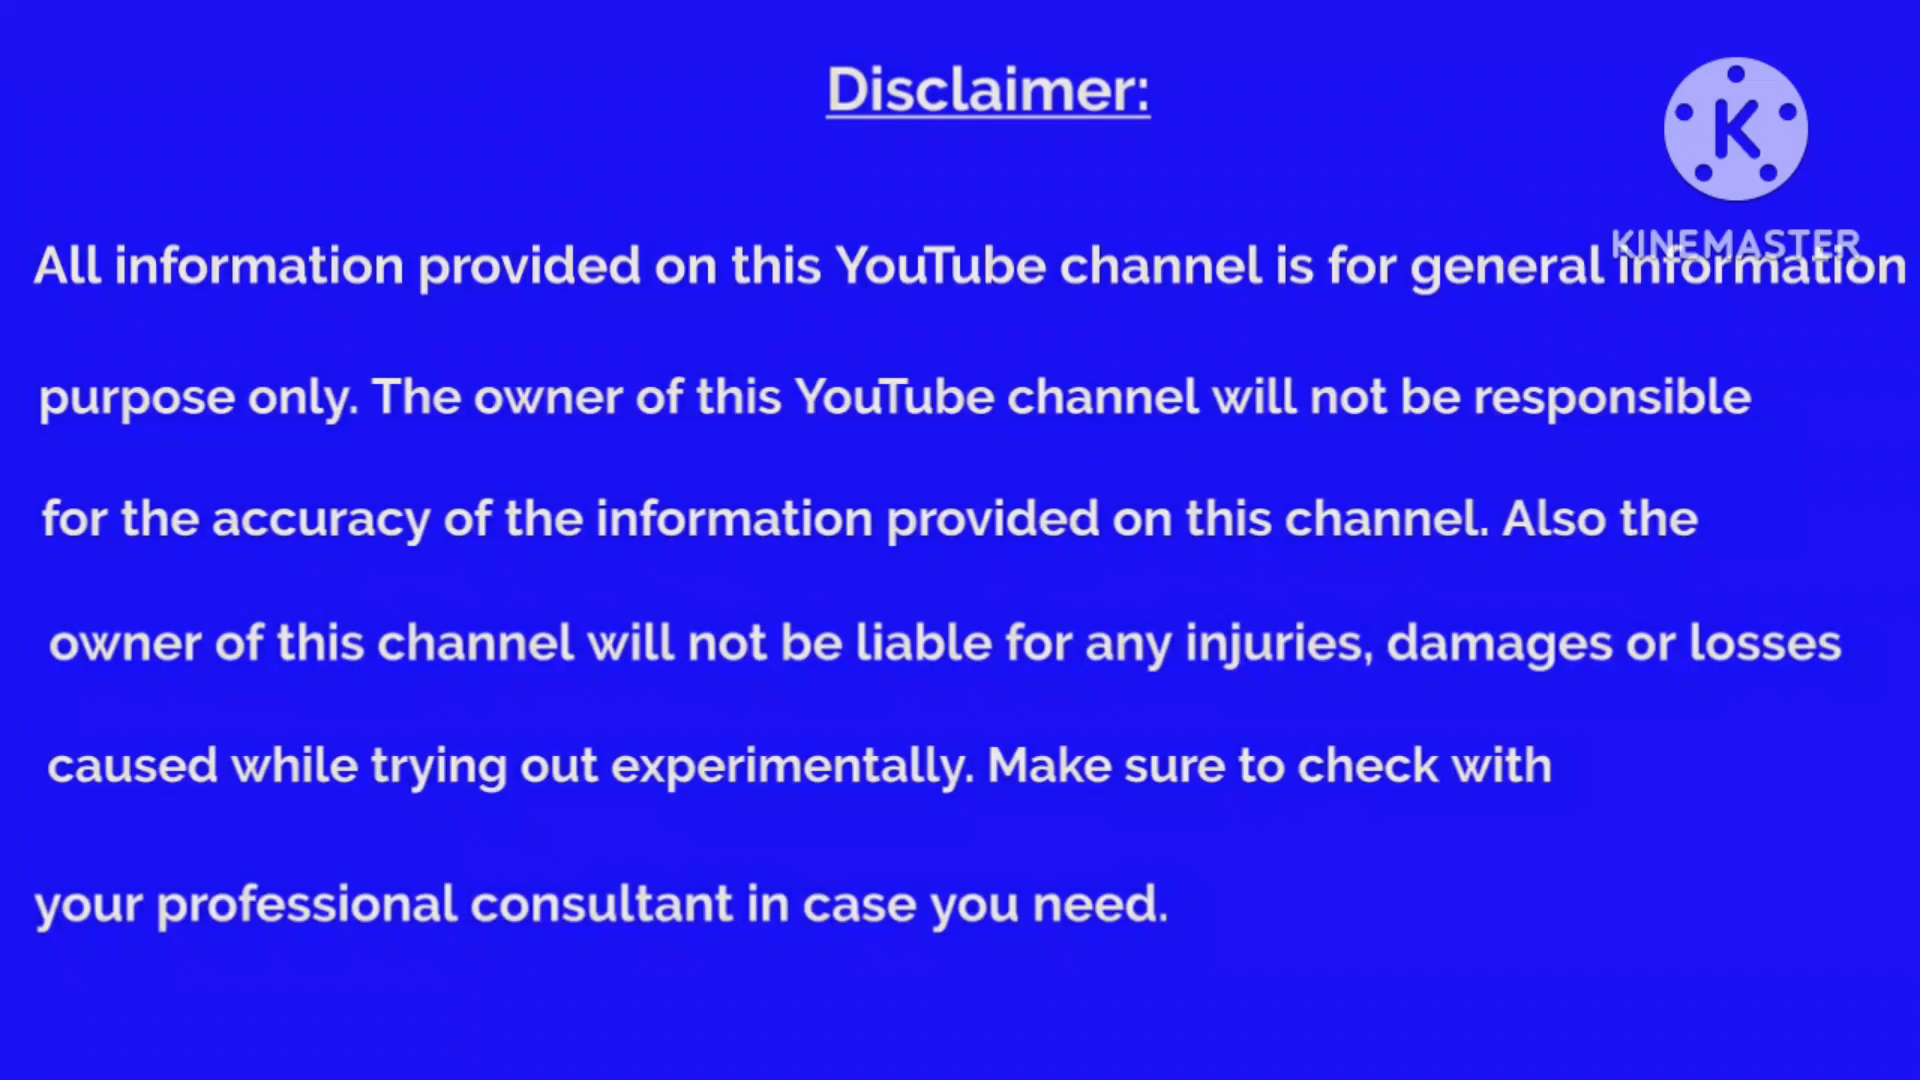 Disclaimer:
K
KINEMASTER
All information provided on this YouTube channel is for general information
purpose only. The owner of this YouTube channel will not be responsible
for the accuracy of the information provided on this channel. Also the
owner of this channel will not be liable for any injuries, damages or losses
caused while trying out experimentally. Make sure to check with
your professional consultant in case you need.